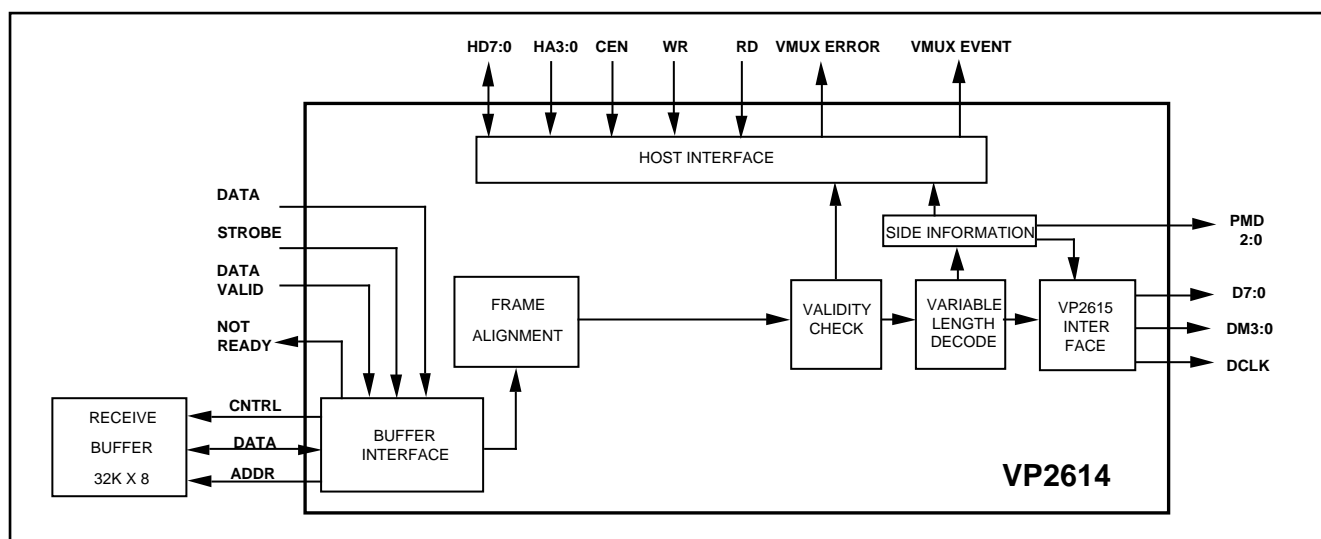 HD7:0 HA3:0 CEN WR RD VMUX ERROR VMUX EVENT
HOST INTERFACE
DATA
STROBE
DATA
VALID
NOT
READY
SIDE INFORMATION
PMD
2:0
FRAME
ALIGNMENT
VALIDITY
CHECK
VARIABLE
LENGTH
DECODE
VP2615
INTER
FACE
D7:0
DM3:0
DCLK
RECEIVE
BUFFER
32K X 8
CNTRL
DATA
ADDR
BUFFER
INTERFACE
VP2614